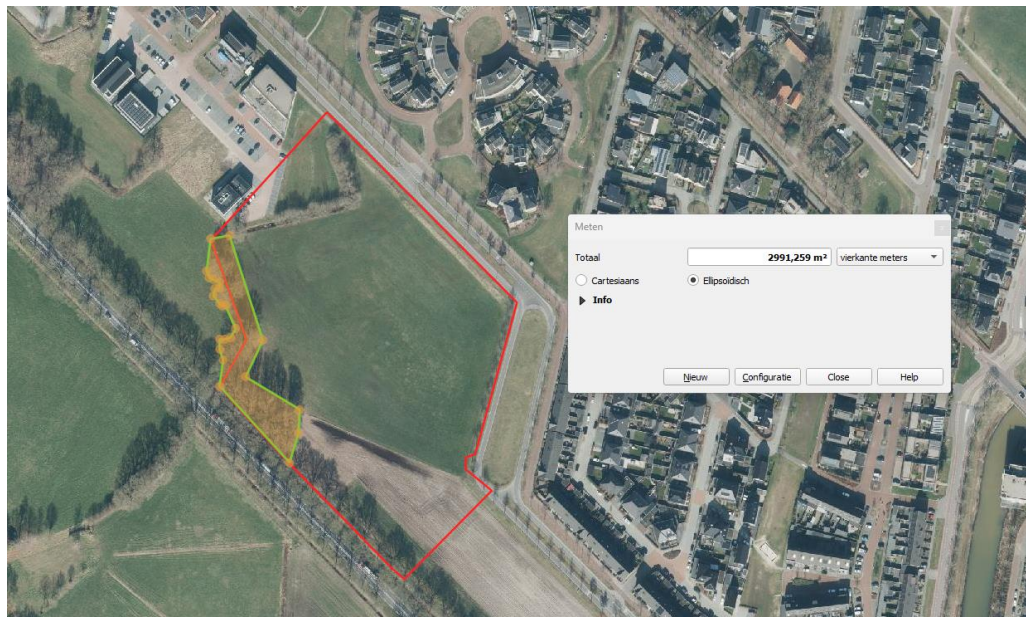 Meten
Totaal 2991,259 m² vierkante meters
Cartesiaans Ellipsoïdisch
Info
Nieuw Configuratie Close Help